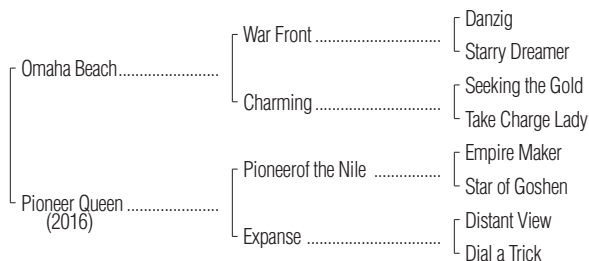 Danzig
War Front ........................................
Starry Dreamer
Omaha Beach.......................
Seeking the Gold
Charming ........................................
Take Charge Lady
Empire Maker
Pioneerof the Nile ....................
Star of Goshen
Pioneer Queen .....................
(2016)
Distant View
Expanse ........................................
Dial a Trick